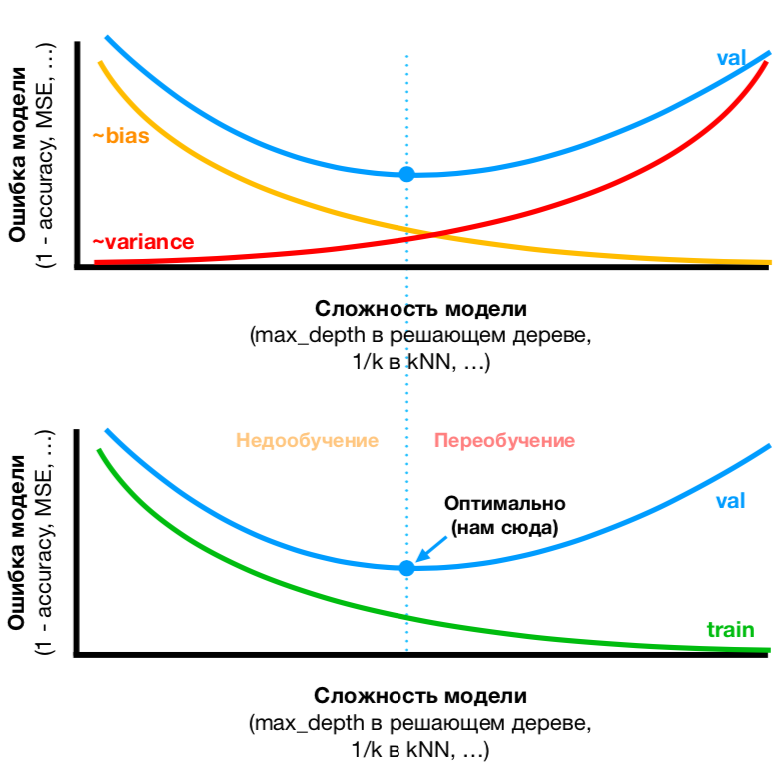 Ошибка модели
(1 - accuracy, MSE, ...)
val
~bias
~variance
Сложность модели
(max_depth в решающем дереве,
1/k в kNN, ...)
Ошибка модели
(1 - accuracy, MSE, ...)
Недообучение
Переобучение
Оптимально
(нам сюда)
val
train
Сложность модели
(max_depth в решающем дереве,
1/k в kNN, ...)